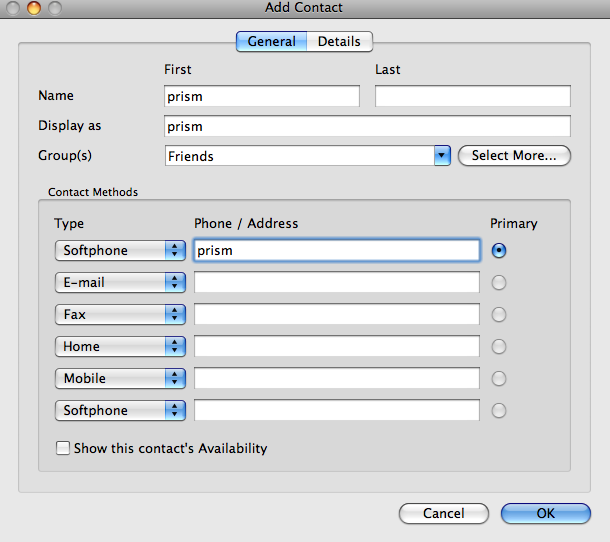 Add Contact
General Details
First Last
Name prism
Display as prism
Group(s) Friends Select More...
Contact Methods
Type Phone / Address Primary
Softphone prism
E-mail
Fax
Home
Mobile
Softphone
Show this contact's Availability
Cancel OK